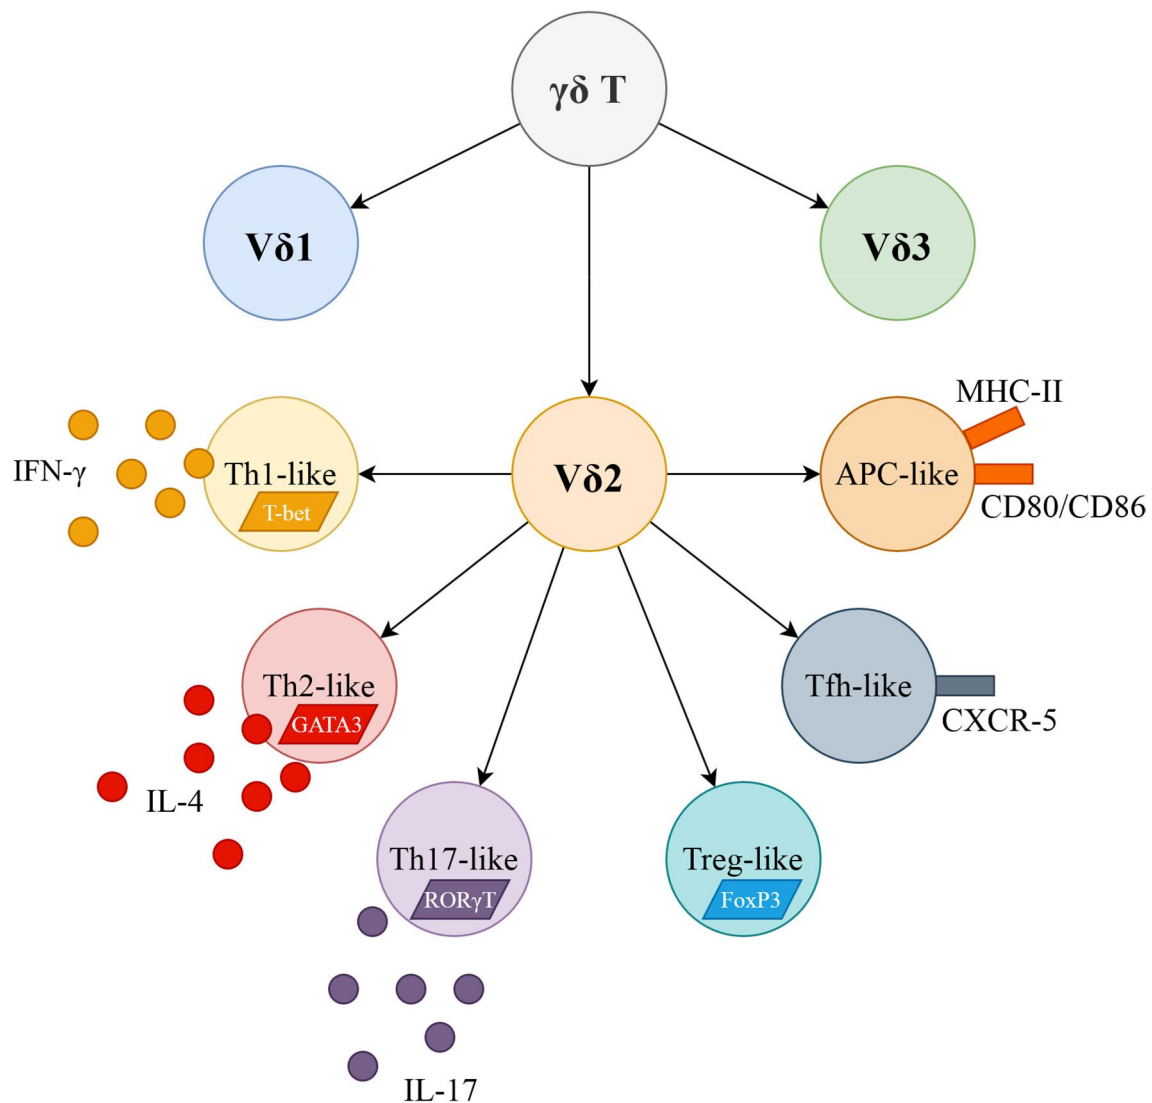 γδ T
Vδ1
Vδ3
MHC-II
IFN-γ
Th1-like
T-bet
Vδ2
APC-like
CD80/CD86
Th2-like
GATA3
Tfh-like
CXCR-5
IL-4
Th17-like
RORγT
Treg-like
FoxP3
IL-17